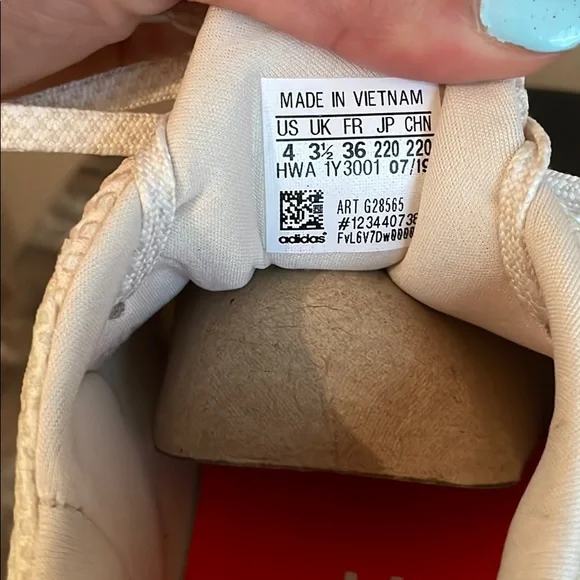 MADE IN VIETNAM
US UK FR JP CHN
4 3½ 36 220 220
HWA 1Y3001 07/19
ART G28565
#12344073
adidas FvL6V7Dw0000